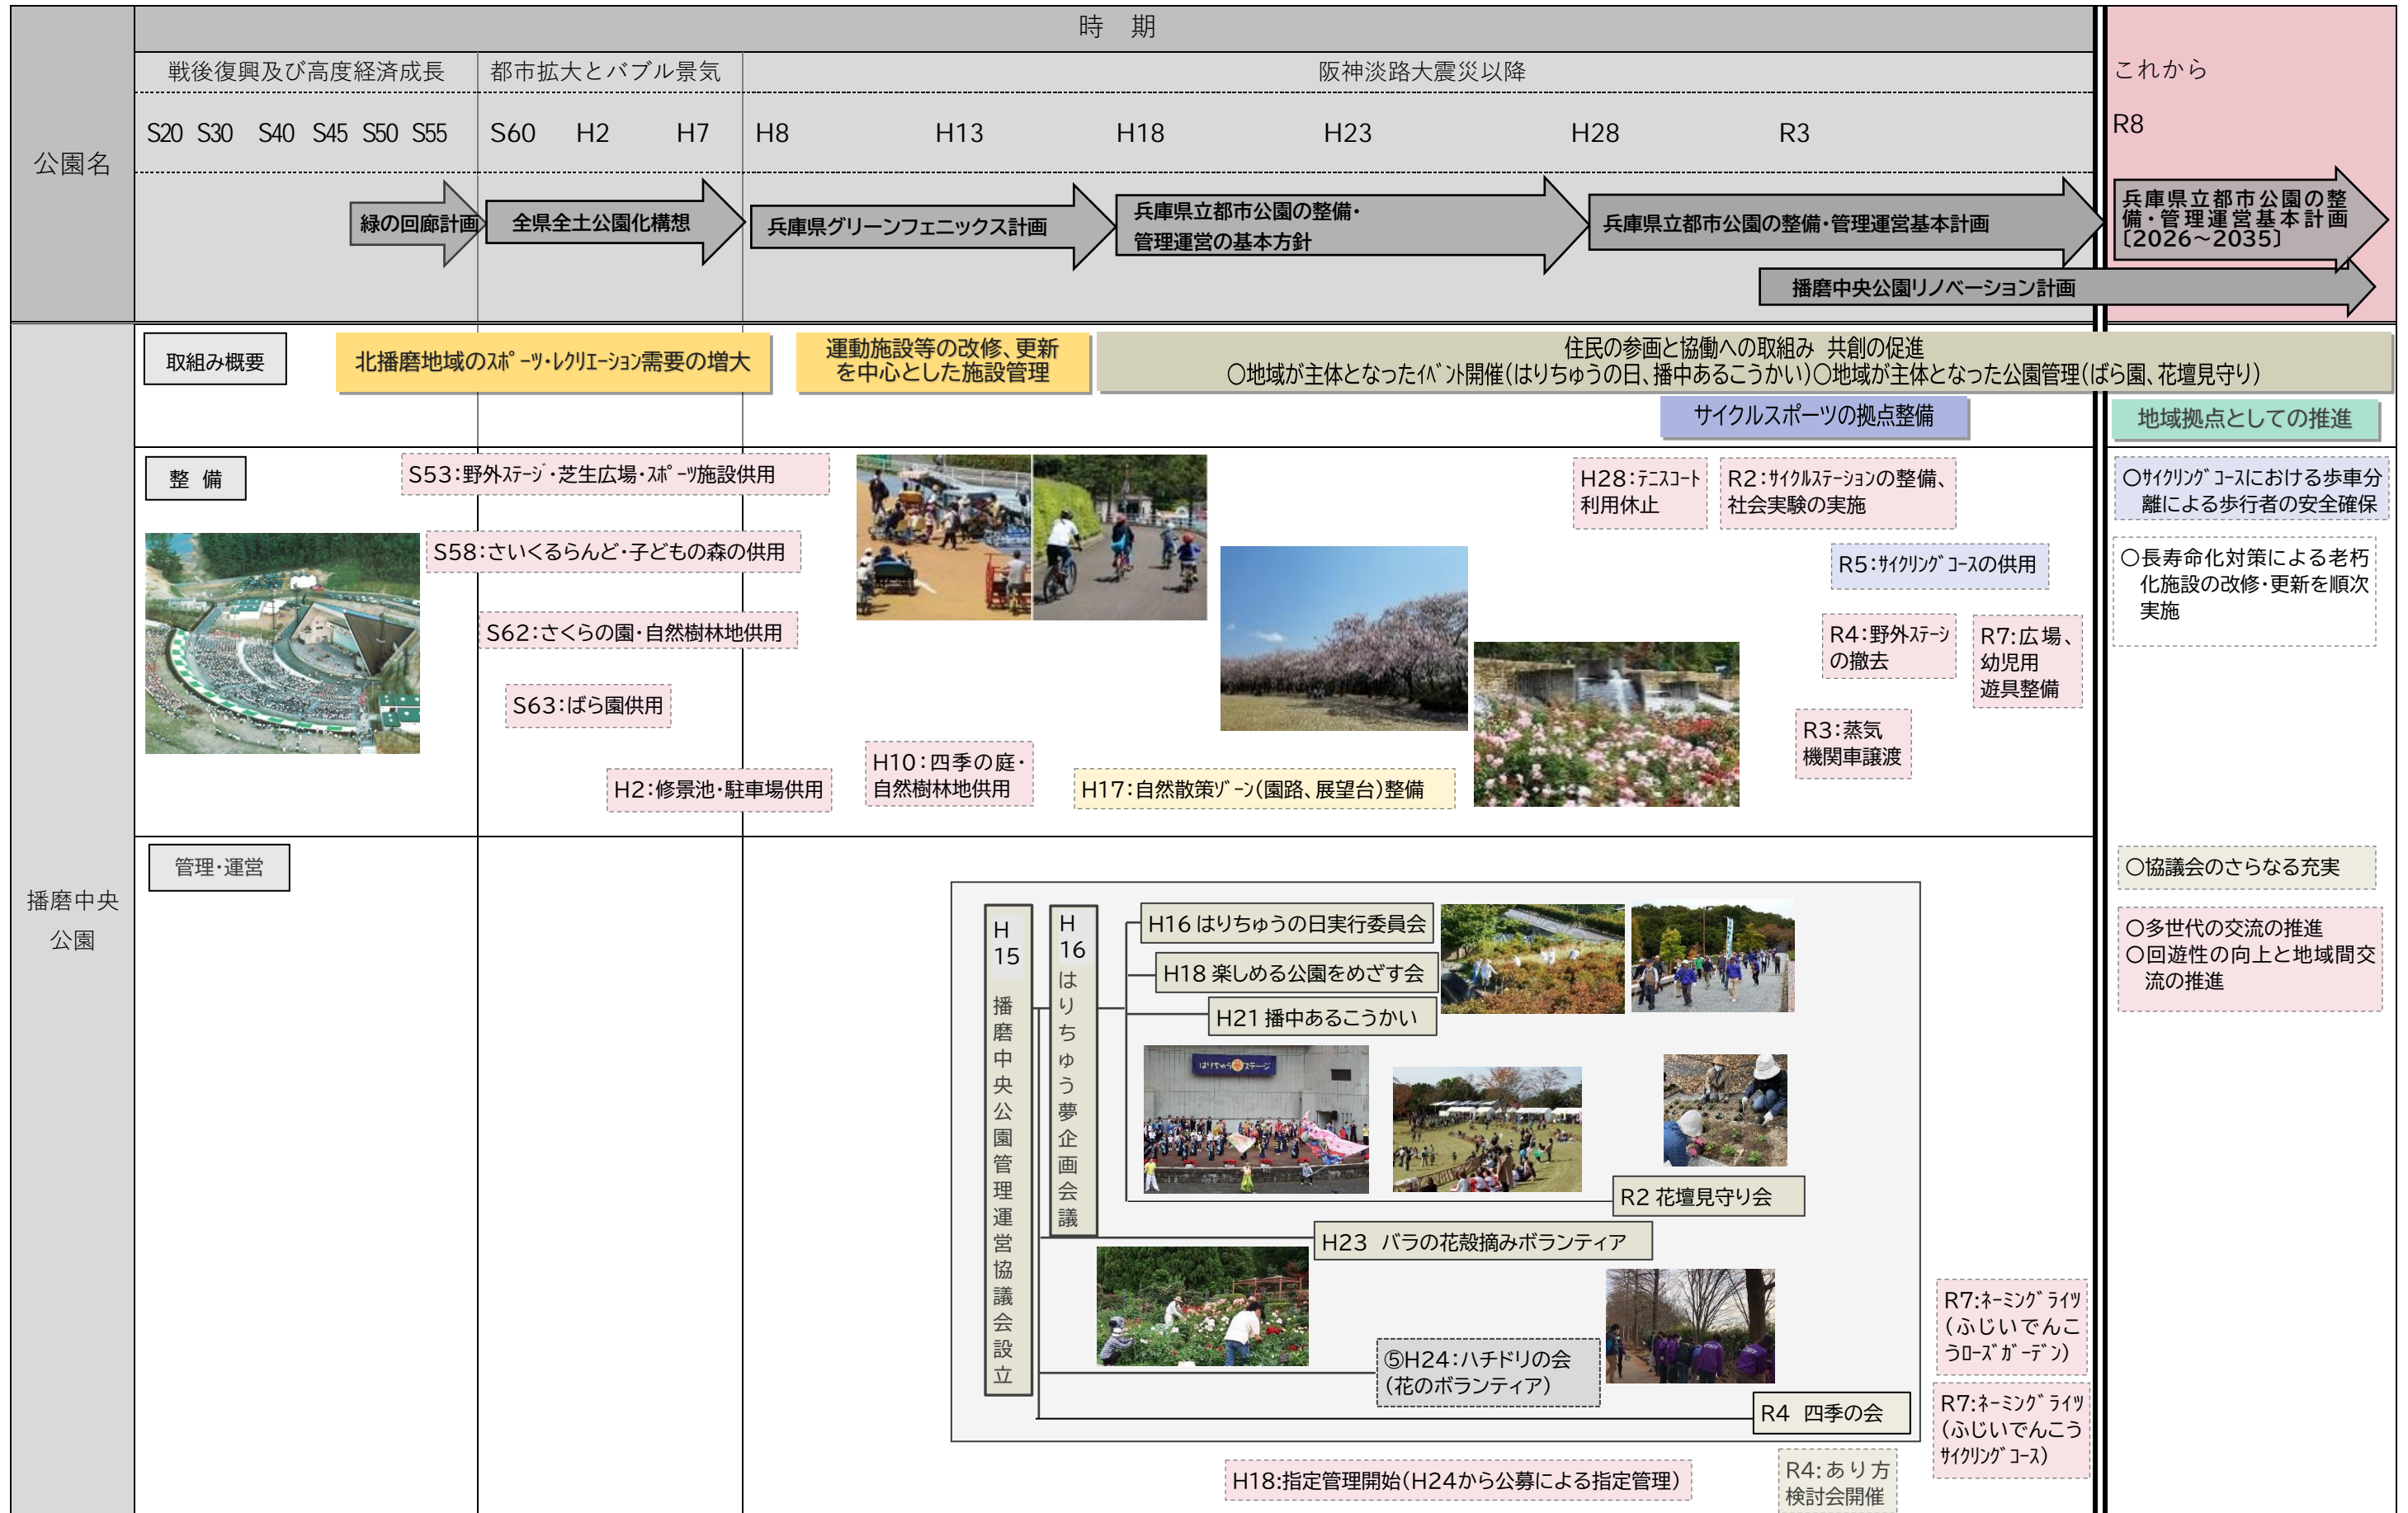 時　期
公園名
戦後復興及び高度経済成長
都市拡大とバブル景気
阪神淡路大震災以降
これから
S20 S30 S40 S45 S50 S55
S60 H2 H7
H8 H13 H18 H23 H28 R3
R8
緑の回廊計画
全県全土公園化構想
兵庫県グリーンフェニックス計画
兵庫県立都市公園の整備・
管理運営の基本方針
兵庫県立都市公園の整備・管理運営基本計画
兵庫県立都市公園の整
備・管理運営基本計画
〔2026～2035〕
播磨中央公園リノベーション計画
播磨中央
公園
取組み概要
北播磨地域のｽﾎﾟｰﾂ・ﾚｸﾘｴｰｼｮﾝ需要の増大
運動施設等の改修、更新
を中心とした施設管理
住民の参画と協働への取組み 共創の促進
○地域が主体となったｲﾍﾞﾝﾄ開催(はりちゅうの日、播中あるこうかい)○地域が主体となった公園管理(ばら園、花壇見守り)
サイクルスポーツの拠点整備
地域拠点としての推進
整 備
S53：野外ｽﾃｰｼﾞ・芝生広場・ｽﾎﾟｰﾂ施設供用
S58：さいくるらんど・子どもの森の供用
S62：さくらの園・自然樹林地供用
S63：ばら園供用
H2：修景池・駐車場供用
H10：四季の庭・
自然樹林地供用
H17：自然散策ｿﾞｰﾝ(園路、展望台)整備
H28：ﾃﾆｽｺｰﾄ
利用休止
R2：ｻｲｸﾙｽﾃｰｼｮﾝの整備、
社会実験の実施
R5：ｻｲｸﾘﾝｸﾞｺｰｽの供用
R4：野外ｽﾃｰｼ
の撤去
R7：広場、
幼児用
遊具整備
R3：蒸気
機関車譲渡
○ｻｲｸﾘﾝｸﾞｺｰｽにおける歩車分
離による歩行者の安全確保
○長寿命化対策による老朽
化施設の改修・更新を順次
実施
管理・運営
H
15
播磨中央公園管理運営協議会設立
H
16
はりちゅう夢企画会議
H16 はりちゅうの日実行委員会
H18 楽しめる公園をめざす会
H21 播中あるこうかい
R2 花壇見守り会
H23　バラの花殻摘みボランティア
⑤H24：ハチドリの会
(花のボランティア)
R4　四季の会
H18:指定管理開始(H24から公募による指定管理)
R4：あり方
検討会開催
R7:ﾈｰﾐﾝｸﾞﾗｲﾂ
(ふじいでんこ
うﾛｰｽﾞｶﾞｰﾃﾞﾝ)
R7:ﾈｰﾐﾝｸﾞﾗｲﾂ
(ふじいでんこう
ｻｲｸﾘﾝｸﾞｺｰｽ)
○協議会のさらなる充実
○多世代の交流の推進
○回遊性の向上と地域間交
流の推進